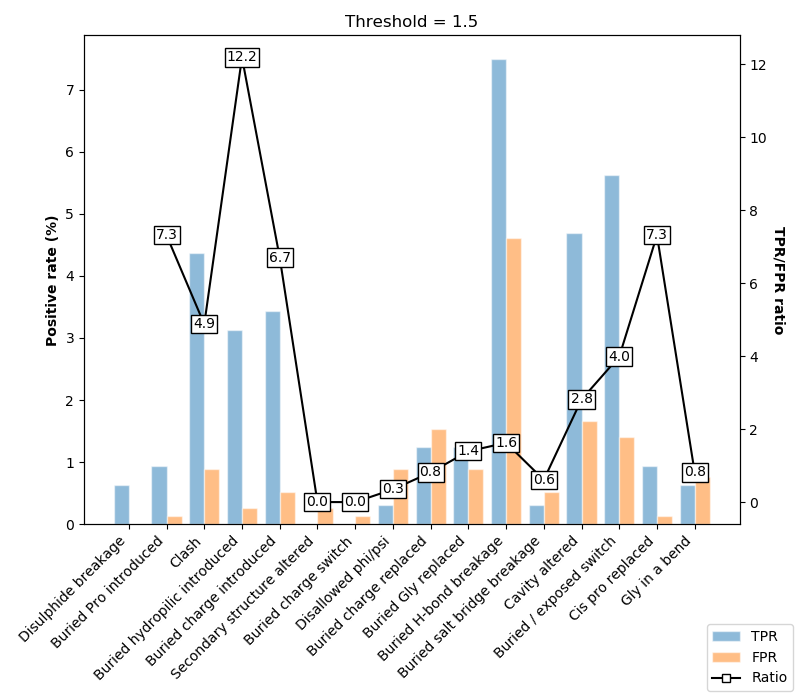 Threshold = 1.5
Positive rate (%)
7
6
5
4
3
2
1
0
12
10
8
6
4
2
0
TPR/FPR ratio
7.3
4.9
12.2
6.7
0.0
0.0
0.3
0.8
1.4
1.6
0.6
2.8
4.0
7.3
0.8
Disulphide breakage
Buried Pro introduced
Clash
Buried hydropilic introduced
Buried charge introduced
Secondary structure altered
Buried charge switch
Disallowed phi/psi
Buried charge replaced
Buried Gly replaced
Buried H-bond breakage
Buried salt bridge breakage
Cavity altered
Buried / exposed switch
Cis pro replaced
Gly in a bend
TPR
FPR
Ratio